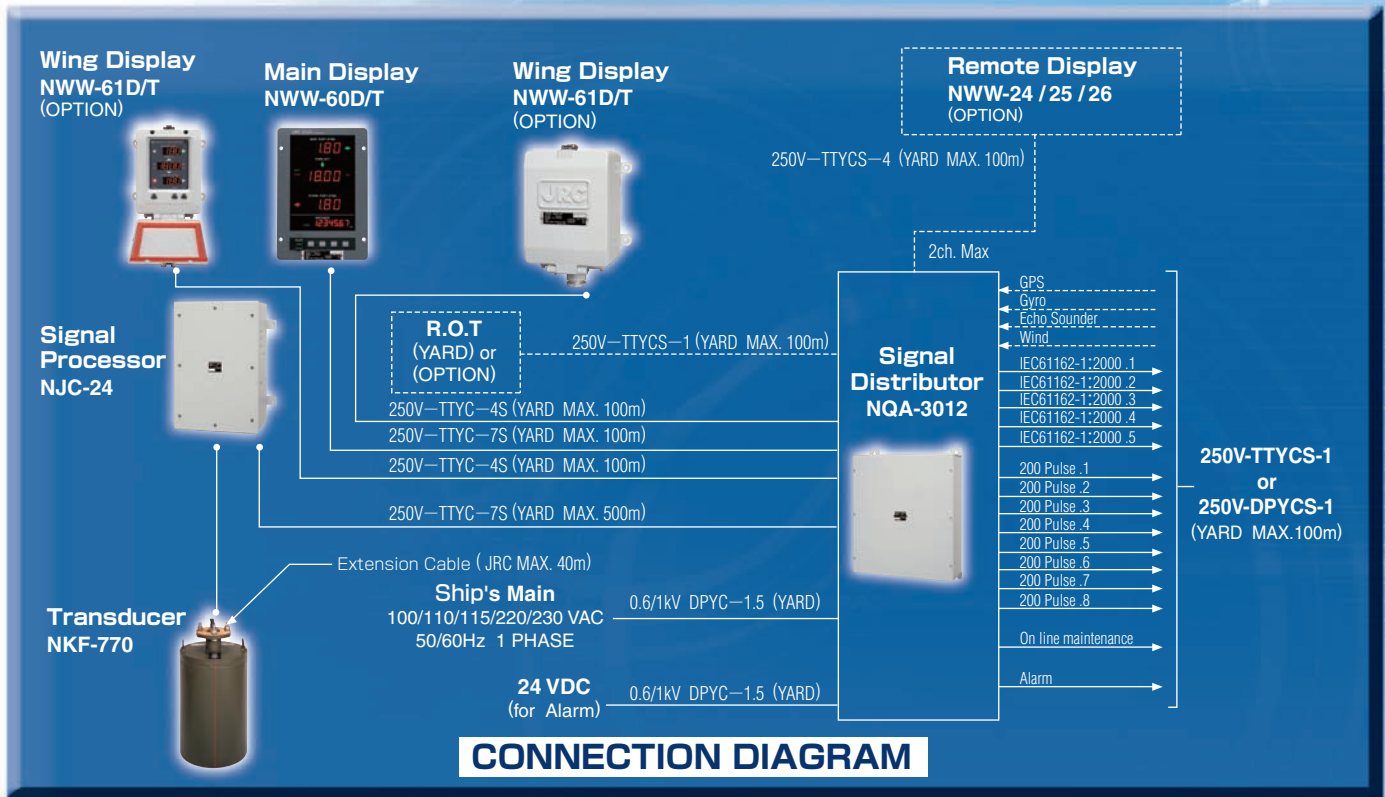 Wing Display
NWW-61D/T
(OPTION)
Main Display
NWW-60D/T
Wing Display
NWW-61D/T
(OPTION)
Remote Display
NWW-24 / 25 / 26
(OPTION)
250V-TTYCS-4 (YARD MAX. 100m)
2ch. Max
JRC
1.80
18.00
1.80
1234567
Signal
Processor
NJC-24
R.O.T
(YARD) or
(OPTION)
250V-TTYCS-1 (YARD MAX. 100m)
250V-TTYC-4S (YARD MAX. 100m)
250V-TTYC-7S (YARD MAX. 100m)
250V-TTYC-4S (YARD MAX. 100m)
250V-TTYC-7S (YARD MAX. 500m)
Extension Cable ( JRC MAX. 40m)
Transducer
NKF-770
Ship's Main
100/110/115/220/230 VAC
50/60Hz 1 PHASE
0.6/1kV DPYC-1.5 (YARD)
24 VDC
(for Alarm)
0.6/1kV DPYC-1.5 (YARD)
Signal
Distributor
NQA-3012
GPS
Gyro
Echo Sounder
Wind
IEC61162-1:2000 .1
IEC61162-1:2000 .2
IEC61162-1:2000 .3
IEC61162-1:2000 .4
IEC61162-1:2000 .5
200 Pulse .1
200 Pulse .2
200 Pulse .3
200 Pulse .4
200 Pulse .5
200 Pulse .6
200 Pulse .7
200 Pulse .8
On line maintenance
Alarm
250V-TTYCS-1
or
250V-DPYCS-1
(YARD MAX.100m)
CONNECTION DIAGRAM